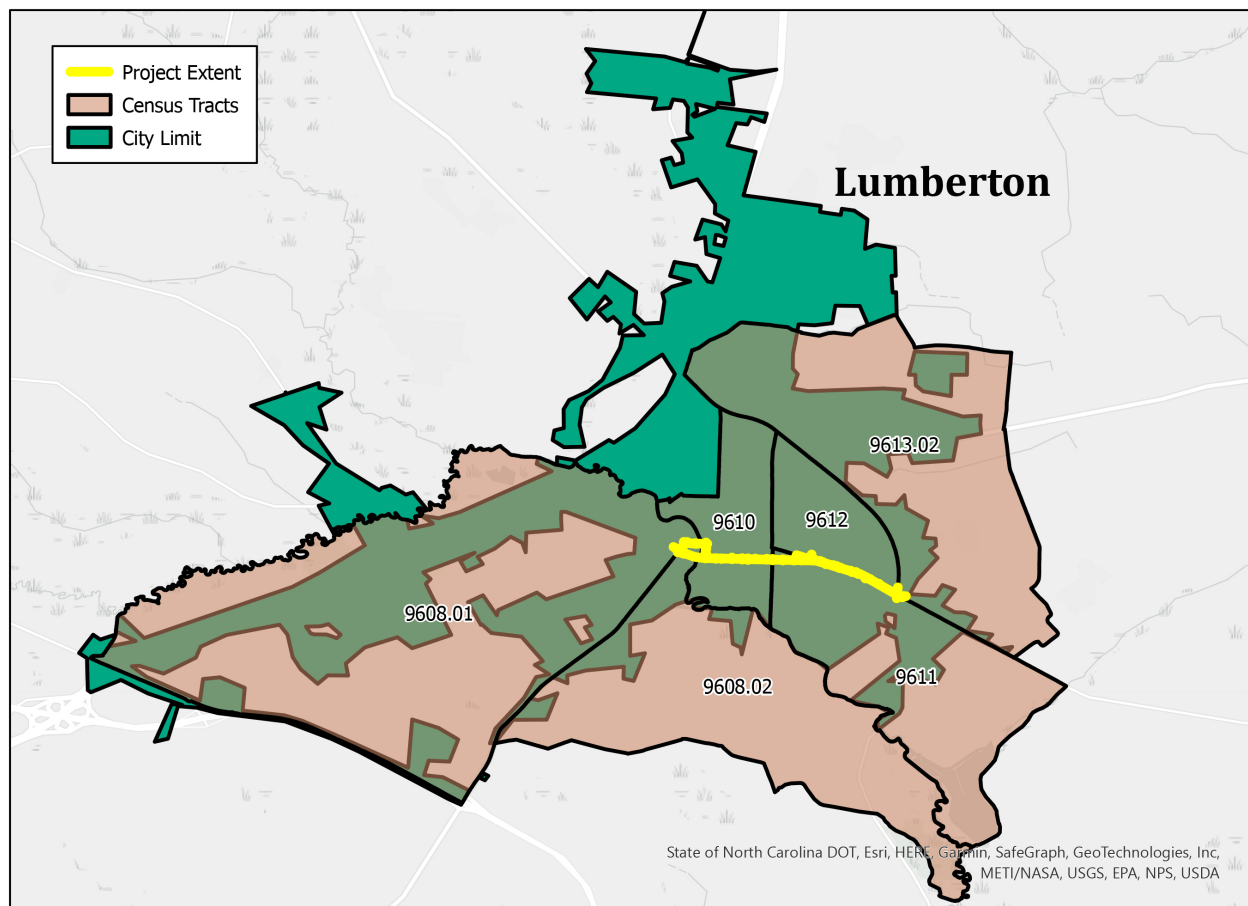 Project Extent
Census Tracts
City Limit
Lumberton
9613.02
9610
9612
9608.01
9608.02
9611
State of North Carolina DOT, Esri, HERE, Garmin, SafeGraph, GeoTechnologies, Inc,
METI/NASA, USGS, EPA, NPS, USDA